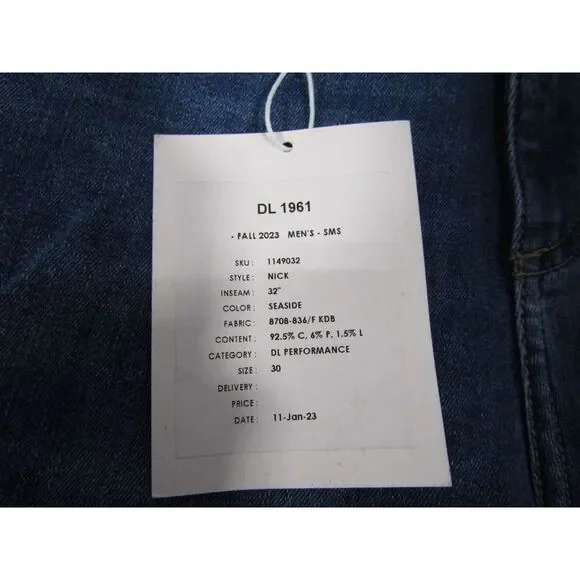 DL 1961
- FALL 2023 MEN'S - SMS
SKU : 1149032
STYLE : NICK
INSEAM : 32"
COLOR : SEASIDE
FABRIC : 8708-836/F KDB
CONTENT : 92.5% C, 6% P, 1.5% L
CATEGORY : DL PERFORMANCE
SIZE : 30
DELIVERY :
PRICE :
DATE : 11-Jan-23